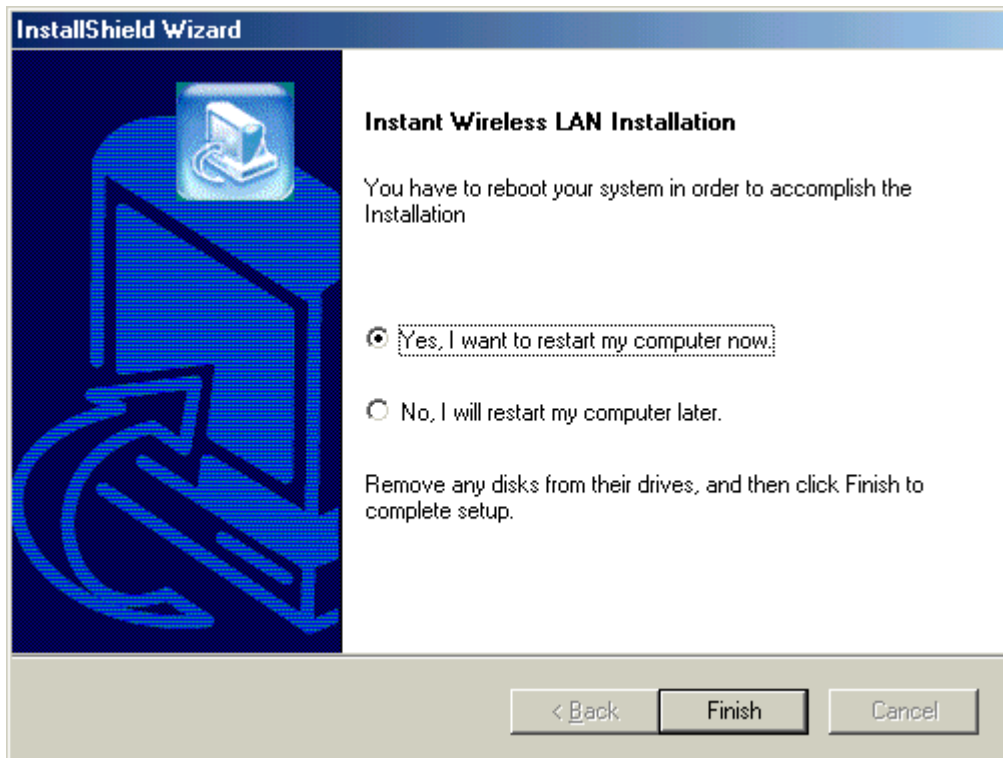 InstallShield Wizard
Instant Wireless LAN Installation
You have to reboot your system in order to accomplish the
Installation
Yes, I want to restart my computer now.
No, I will restart my computer later.
Remove any disks from their drives, and then click Finish to
complete setup.
< Back
Finish
Cancel